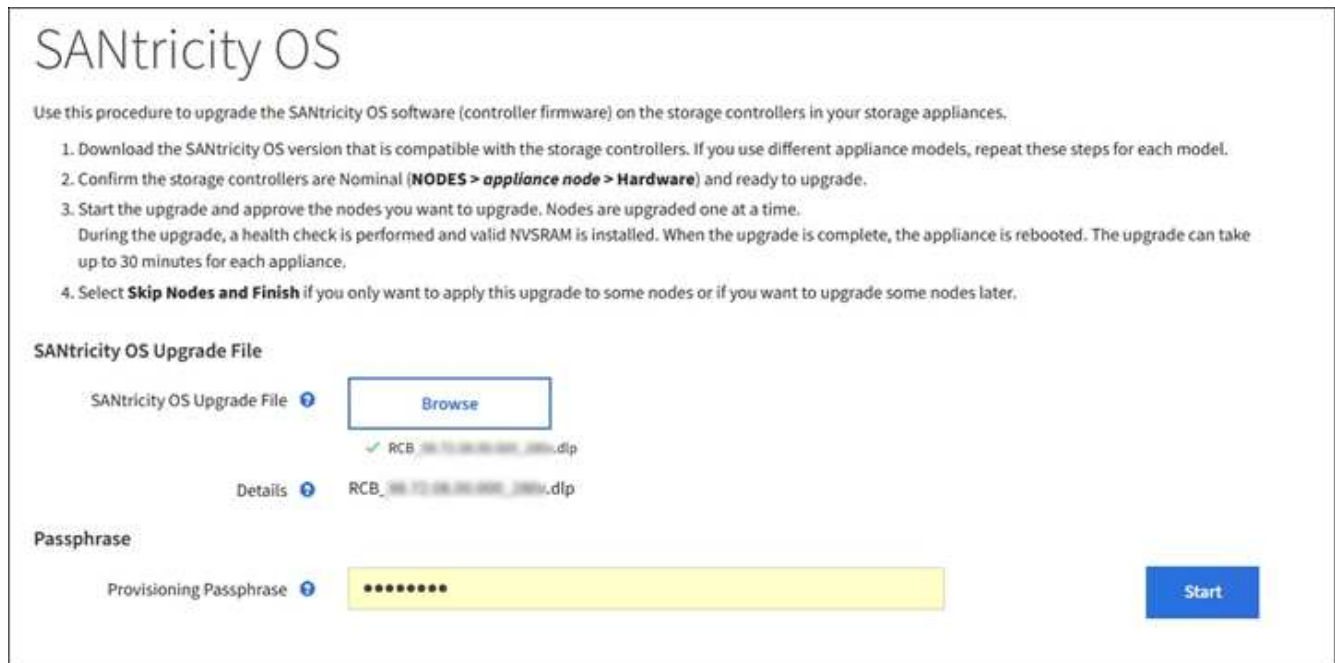 SANtricity OS
Use this procedure to upgrade the SANtricity OS software (controller firmware) on the storage controllers in your storage appliances.
1. Download the SANtricity OS version that is compatible with the storage controllers. If you use different appliance models, repeat these steps for each model.
2. Confirm the storage controllers are Nominal (NODES > appliance node > Hardware) and ready to upgrade.
3. Start the upgrade and approve the nodes you want to upgrade. Nodes are upgraded one at a time.
During the upgrade, a health check is performed and valid NVSRAM is installed. When the upgrade is complete, the appliance is rebooted. The upgrade can take
up to 30 minutes for each appliance.
4. Select Skip Nodes and Finish if you only want to apply this upgrade to some nodes or if you want to upgrade some nodes later.
SANtricity OS Upgrade File
SANtricity OS Upgrade File
Browse
RCB .dlp
Details RCB_ .dlp
Passphrase
Provisioning Passphrase ●●●●●●●● Start